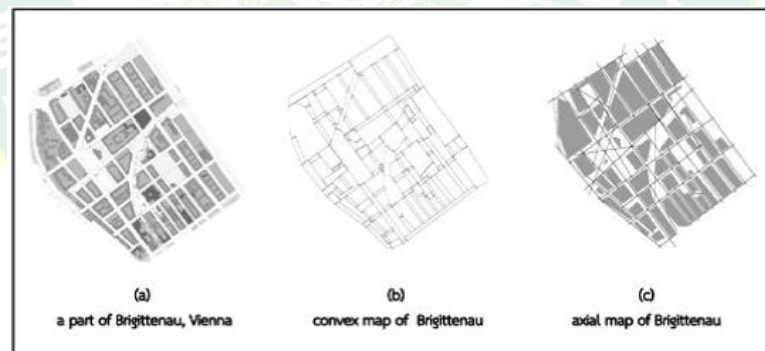 (a)
a part of Brigittenau, Vienna
(b)
convex map of Brigittenau
(c)
axial map of Brigittenau